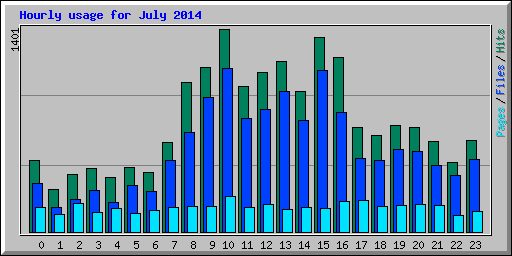 Hourly usage for July 2014
1401
Pages/Files/Hits
0 1 2 3 4 5 6 7 8 9 10 11 12 13 14 15 16 17 18 19 20 21 22 23